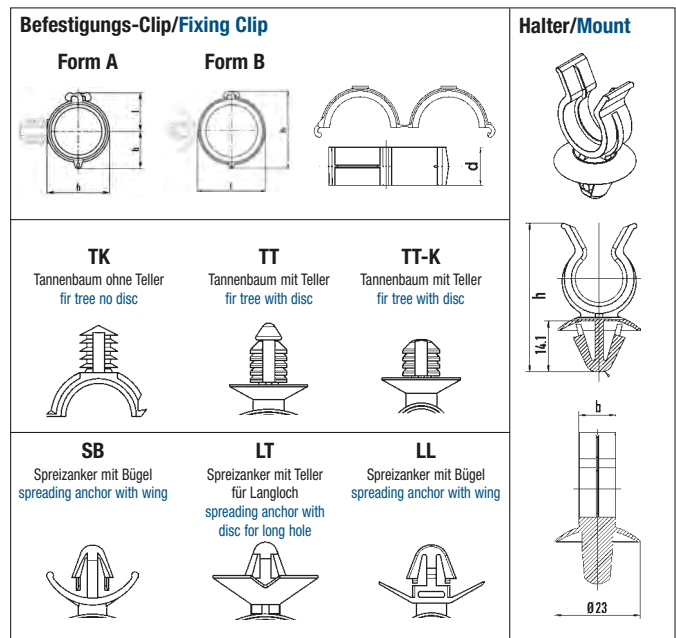 Befestigungs-Clip/Fixing Clip
Form A
Form B
l
h
h
h
l
d
TK
Tannenbaum ohne Teller
fir tree no disc
TT
Tannenbaum mit Teller
fir tree with disc
TT-K
Tannenbaum mit Teller
fir tree with disc
SB
Spreizanker mit Bügel
spreading anchor with wing
LT
Spreizanker mit Teller
für Langloch
spreading anchor with
disc for long hole
LL
Spreizanker mit Bügel
spreading anchor with wing
Halter/Mount
h
14.1
b
Ø23